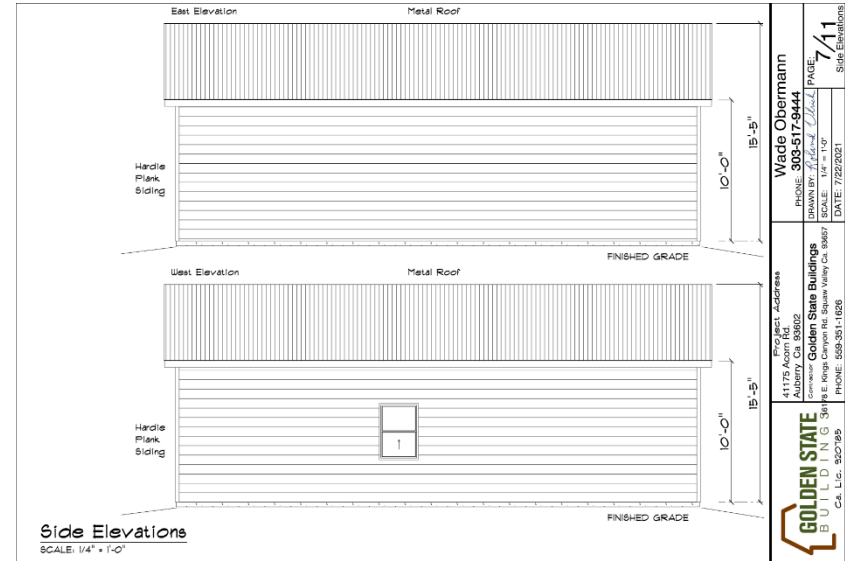 East Elevation
Metal Roof
Hardie
Plank
Siding
10'-0"
15'-5"
FINISHED GRADE
West Elevation
Metal Roof
Hardie
Plank
Siding
10'-0"
15'-5"
FINISHED GRADE
Side Elevations
SCALE: 1/4" = 1'-0"
Wade Obermann
PHONE: 303-517-9444
DRAWN BY: Roland Ulrich
SCALE: 1/4" = 1'0"
DATE: 7/22/2021
PAGE:
7/11
Side Elevations
Project Address
41175 Acorn Rd.
Auberry Ca 93602
Contractor Golden State Buildings
36178 E. Kings Canyon Rd. Squaw Valley Ca. 93657
PHONE: 559-351-1626
GOLDEN STATE
BUILDINGS
Ca. Lic. 920785